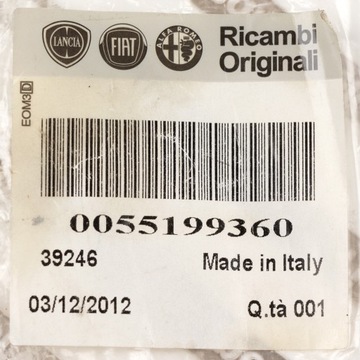 LANCIA FIAT ALFA ROMEO Ricambi
Originali
EOM3D
0055199360
39246 Made in Italy
03/12/2012 Q.tà 001